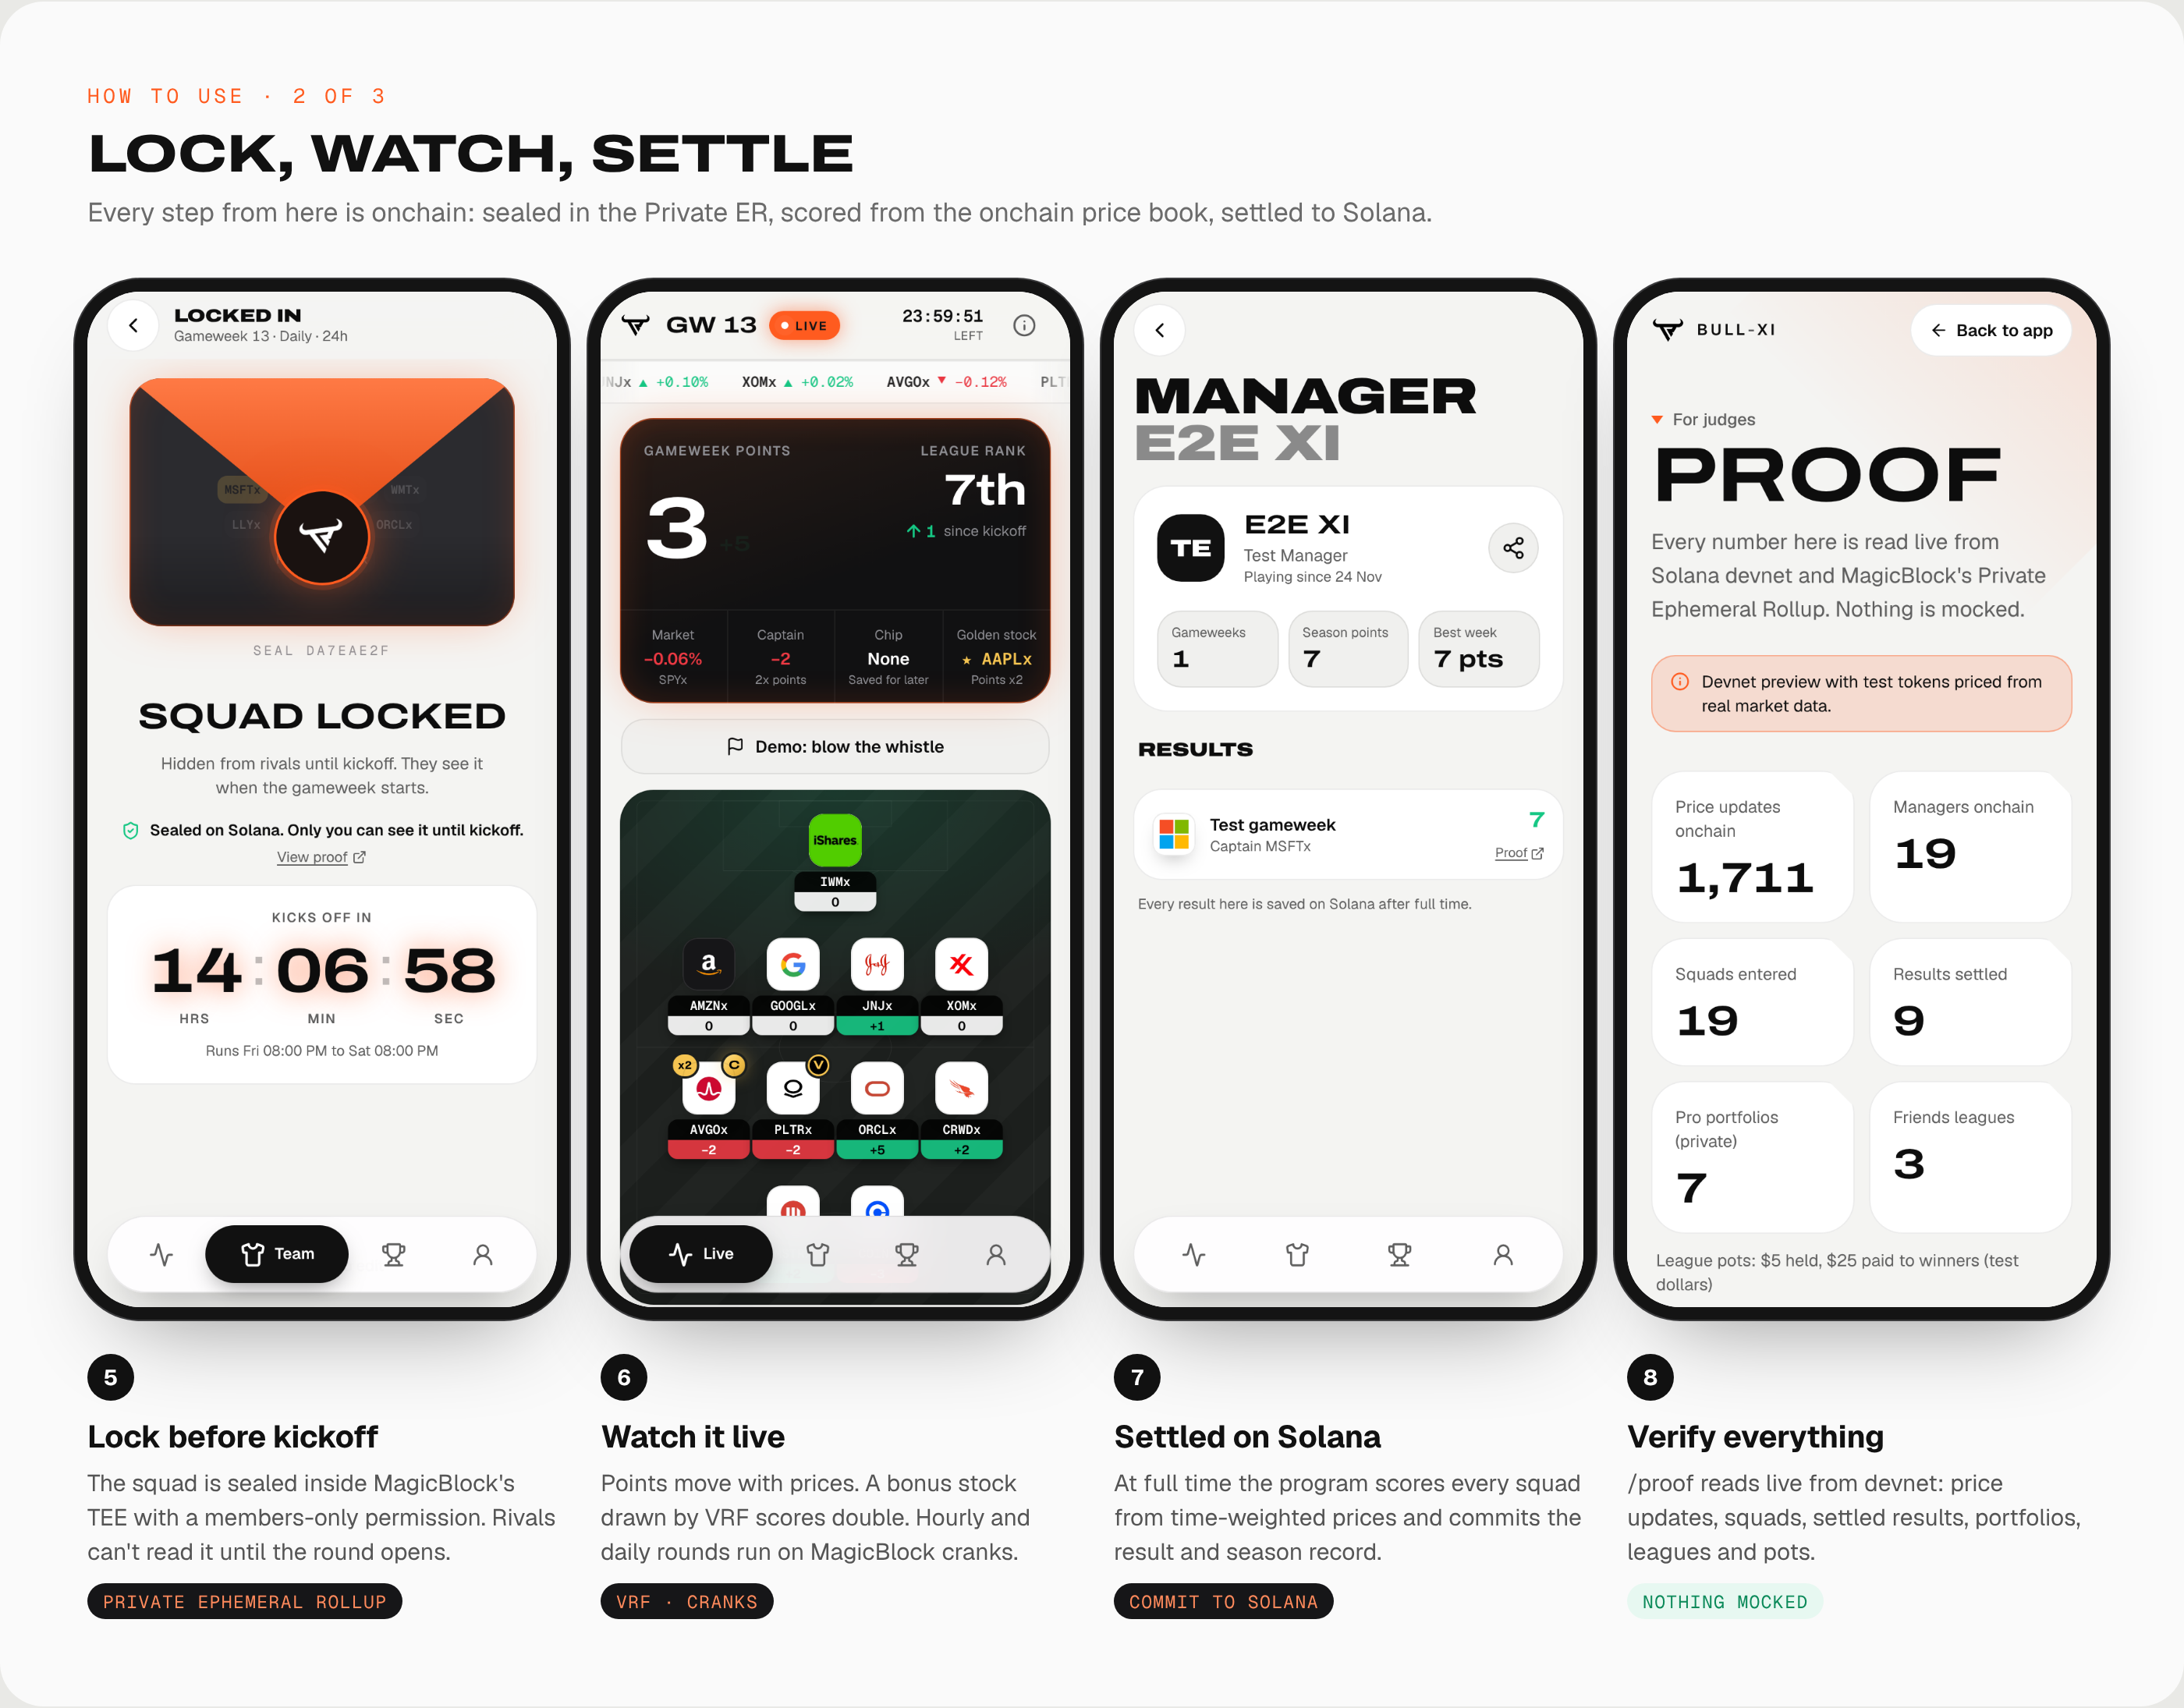 HOW TO USE · 2 OF 3
LOCK, WATCH, SETTLE
Every step from here is onchain: sealed in the Private ER, scored from the onchain price book, settled to Solana.
LOCKED IN
Gameweek 13 · Daily · 24h
MSFTx
WMTx
LLYx
ORCLx
SEAL DA7EAE2F
SQUAD LOCKED
Hidden from rivals until kickoff. They see it
when the gameweek starts.
Sealed on Solana. Only you can see it until kickoff.
View proof
KICKS OFF IN
14 : 06 : 58
HRS MIN SEC
Runs Fri 08:00 PM to Sat 08:00 PM
Team
GW 13 LIVE
23:59:51
LEFT
NJx ▲ +0.10% XOMx ▲ +0.02% AVGOx ▼ -0.12% PLT
GAMEWEEK POINTS
LEAGUE RANK
3 +5
7th
↑ 1 since kickoff
Market Captain Chip Golden stock
-0.06% -2 None ★ AAPLx
SPYx 2x points Saved for later Points x2
Demo: blow the whistle
iShares
IWMx
0
a
G
J&J
AMZNx GOOGLx JNJx XOMx
0 0 +1 0
x2 C V
AVGOx PLTRx ORCLx CRWDx
-2 -2 +5 +2
Live
MANAGER
E2E XI
TE
E2E XI
Test Manager
Playing since 24 Nov
Gameweeks Season points Best week
1 7 7 pts
RESULTS
Test gameweek 7
Captain MSFTx Proof
Every result here is saved on Solana after full time.
BULL-XI
← Back to app
For judges
PROOF
Every number here is read live from
Solana devnet and MagicBlock's Private
Ephemeral Rollup. Nothing is mocked.
Devnet preview with test tokens priced from
real market data.
Price updates
onchain
1,711
Managers onchain
19
Squads entered
19
Results settled
9
Pro portfolios
(private)
7
Friends leagues
3
League pots: $5 held, $25 paid to winners (test
dollars)
5
Lock before kickoff
The squad is sealed inside MagicBlock's
TEE with a members-only permission. Rivals
can't read it until the round opens.
PRIVATE EPHEMERAL ROLLUP
6
Watch it live
Points move with prices. A bonus stock
drawn by VRF scores double. Hourly and
daily rounds run on MagicBlock cranks.
VRF · CRANKS
7
Settled on Solana
At full time the program scores every squad
from time-weighted prices and commits the
result and season record.
COMMIT TO SOLANA
8
Verify everything
/proof reads live from devnet: price
updates, squads, settled results, portfolios,
leagues and pots.
NOTHING MOCKED